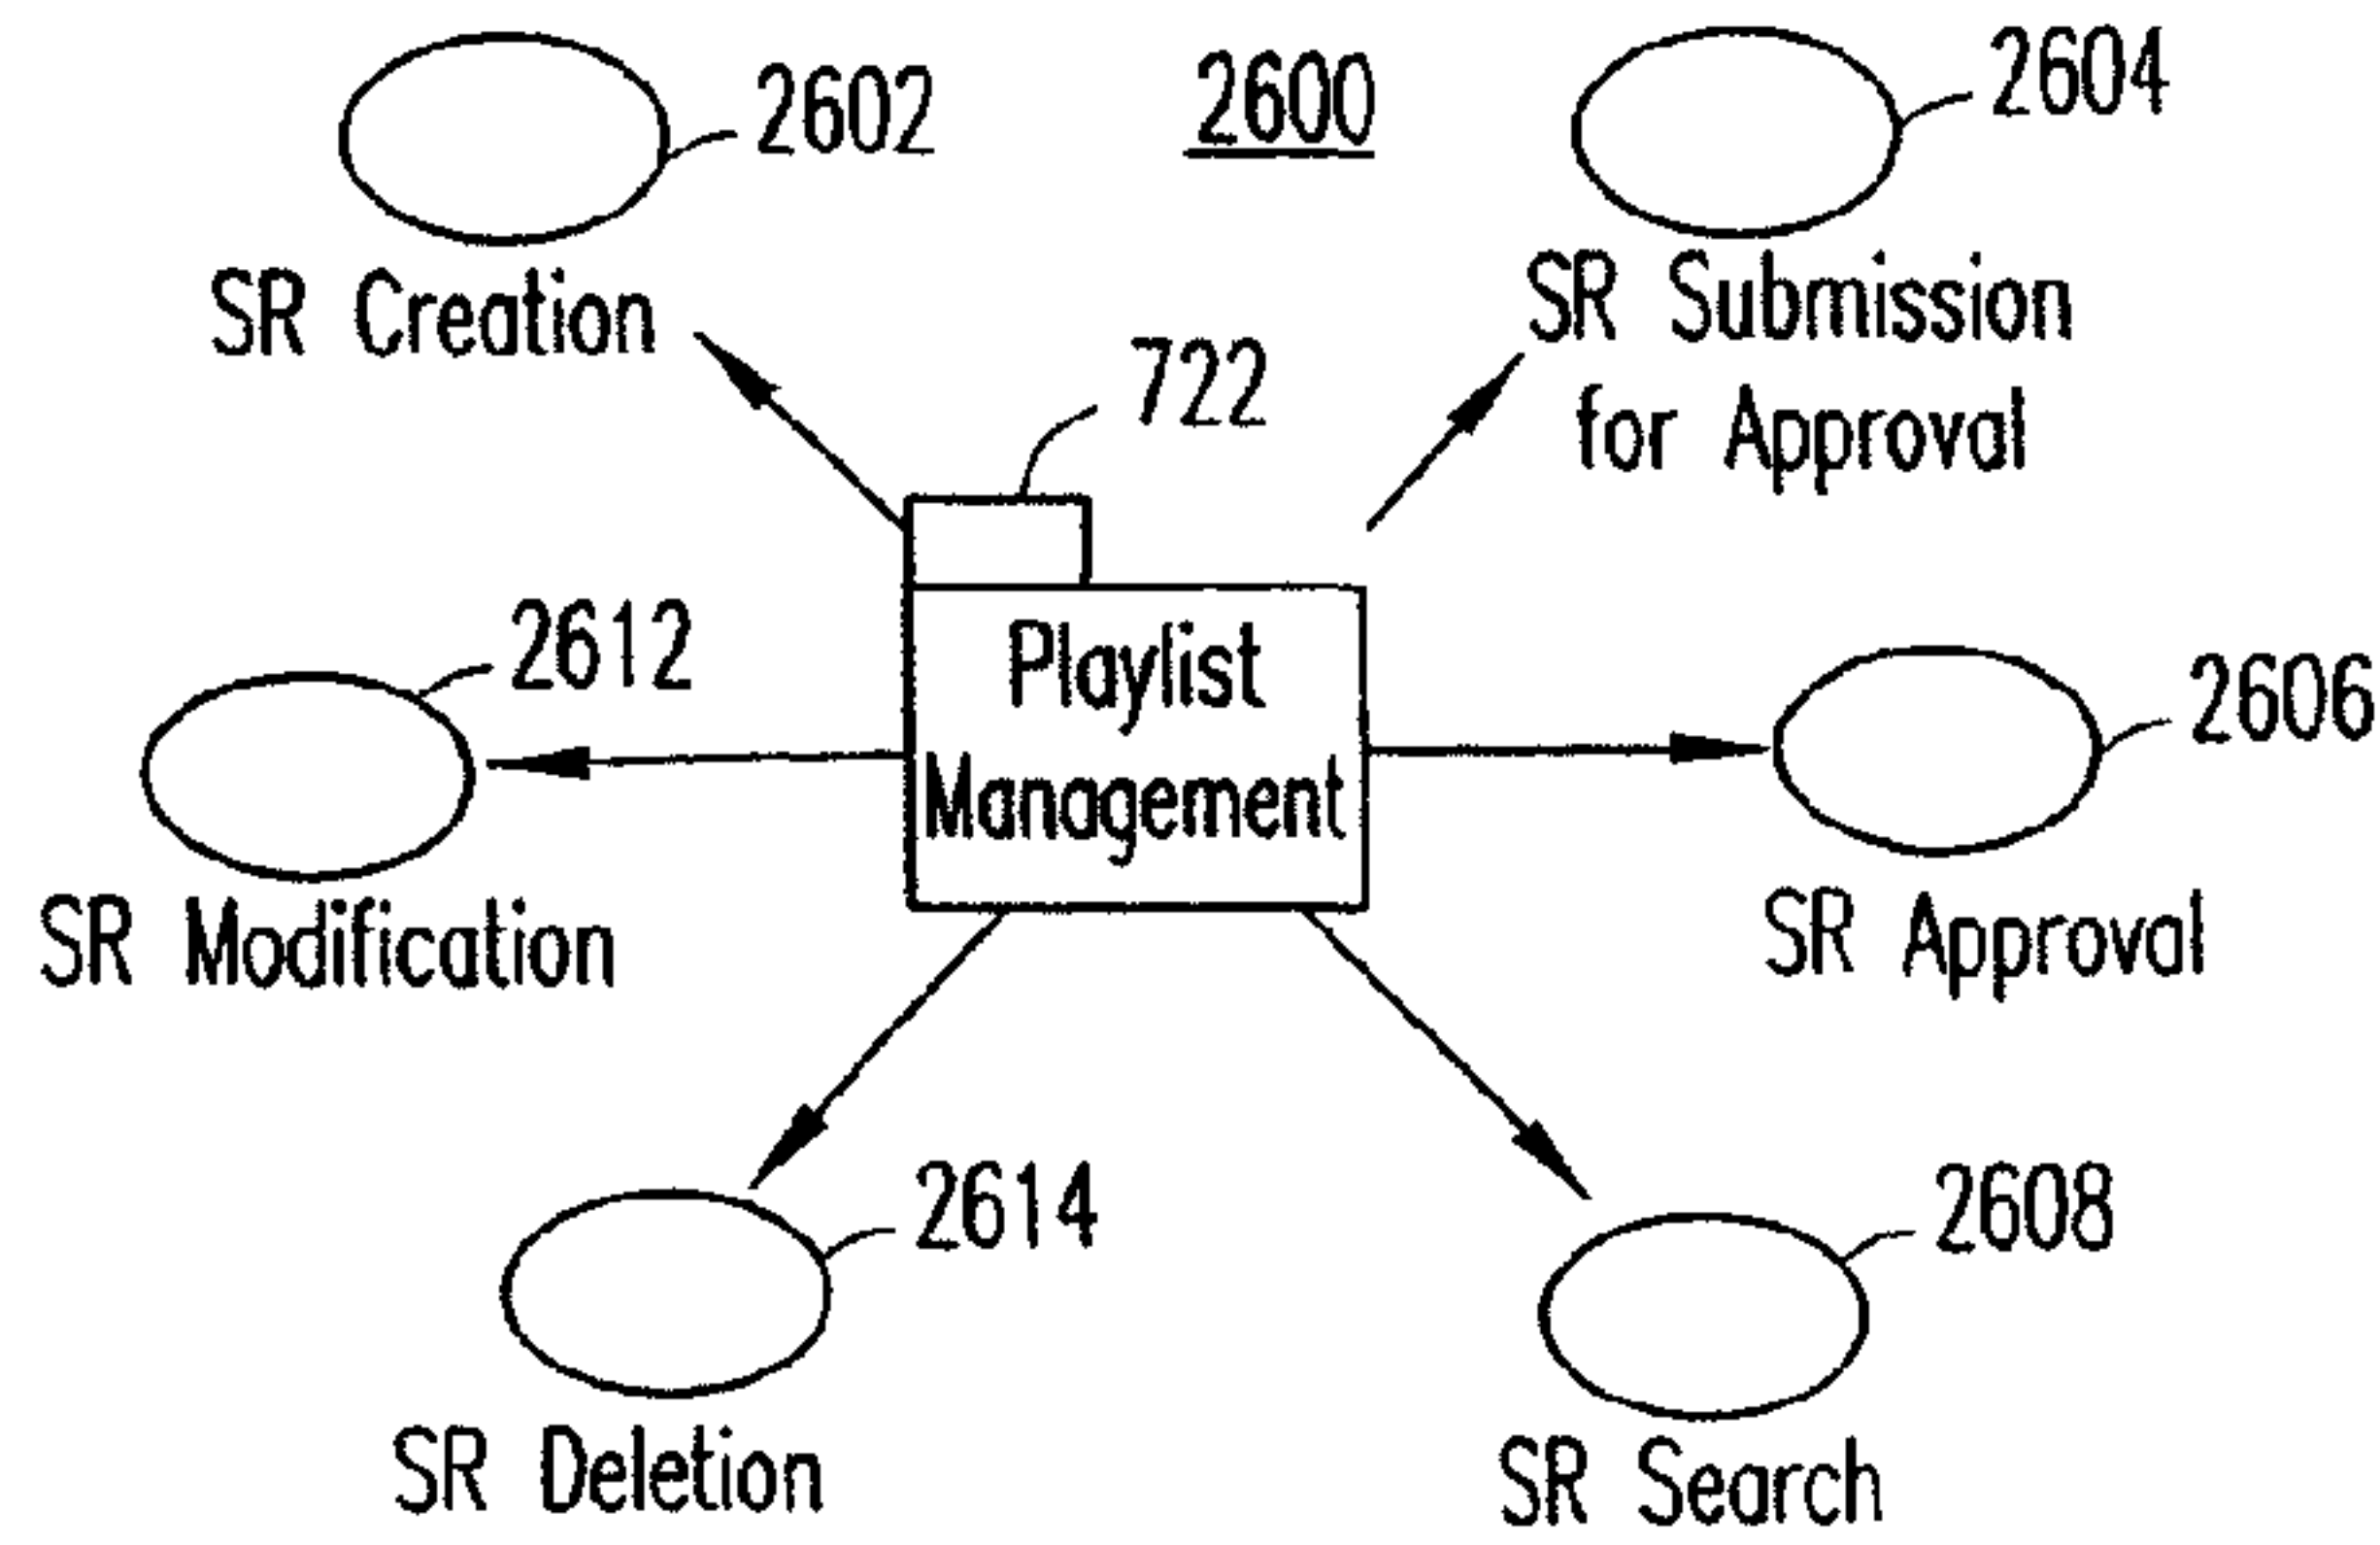 2602
2600
2604
SR Creation
SR Submission
for Approval
722
2612
Playlist
Management
2606
SR Modification
SR Approval
2614
2608
SR Deletion
SR Search